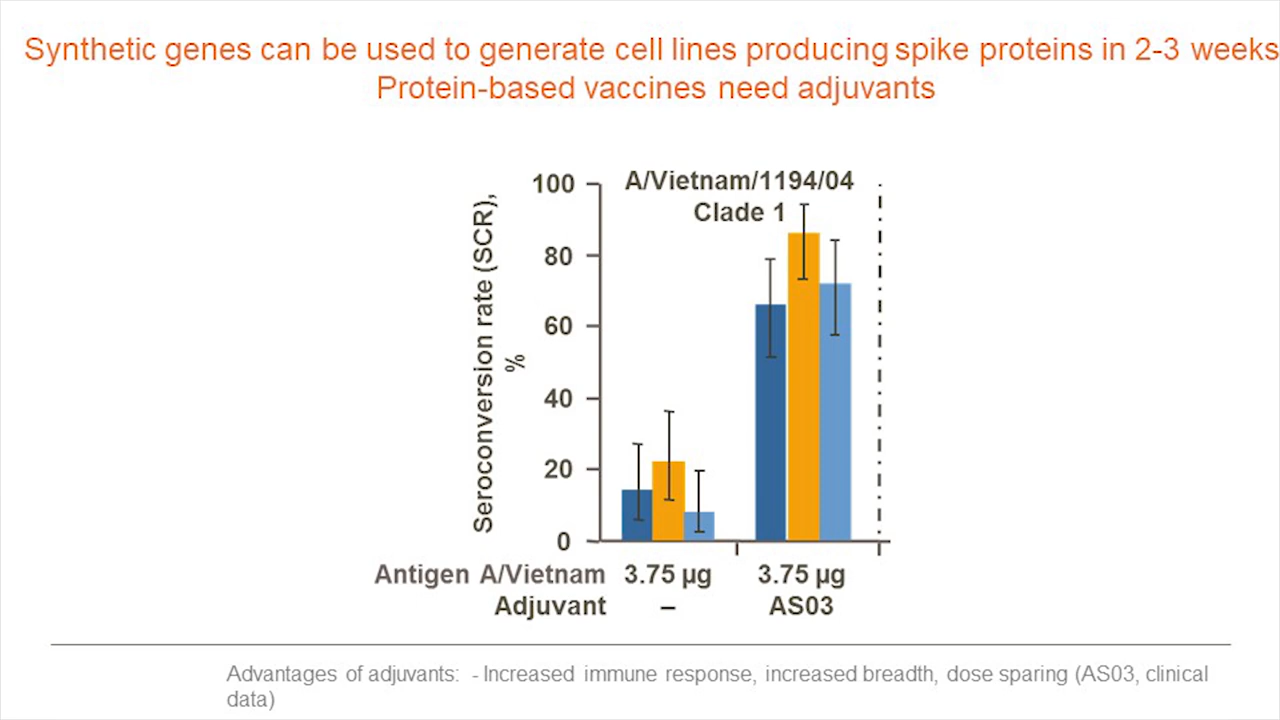 Synthetic genes can be used to generate cell lines producing spike proteins in 2-3 weeks
Protein-based vaccines need adjuvants
A/Vietnam/1194/04
Clade 1
Seroconversion rate (SCR),
%
100
80
60
40
20
0
Antigen A/Vietnam 3.75 µg 3.75 µg
Adjuvant – AS03
Advantages of adjuvants: - Increased immune response, increased breadth, dose sparing (AS03, clinical
data)